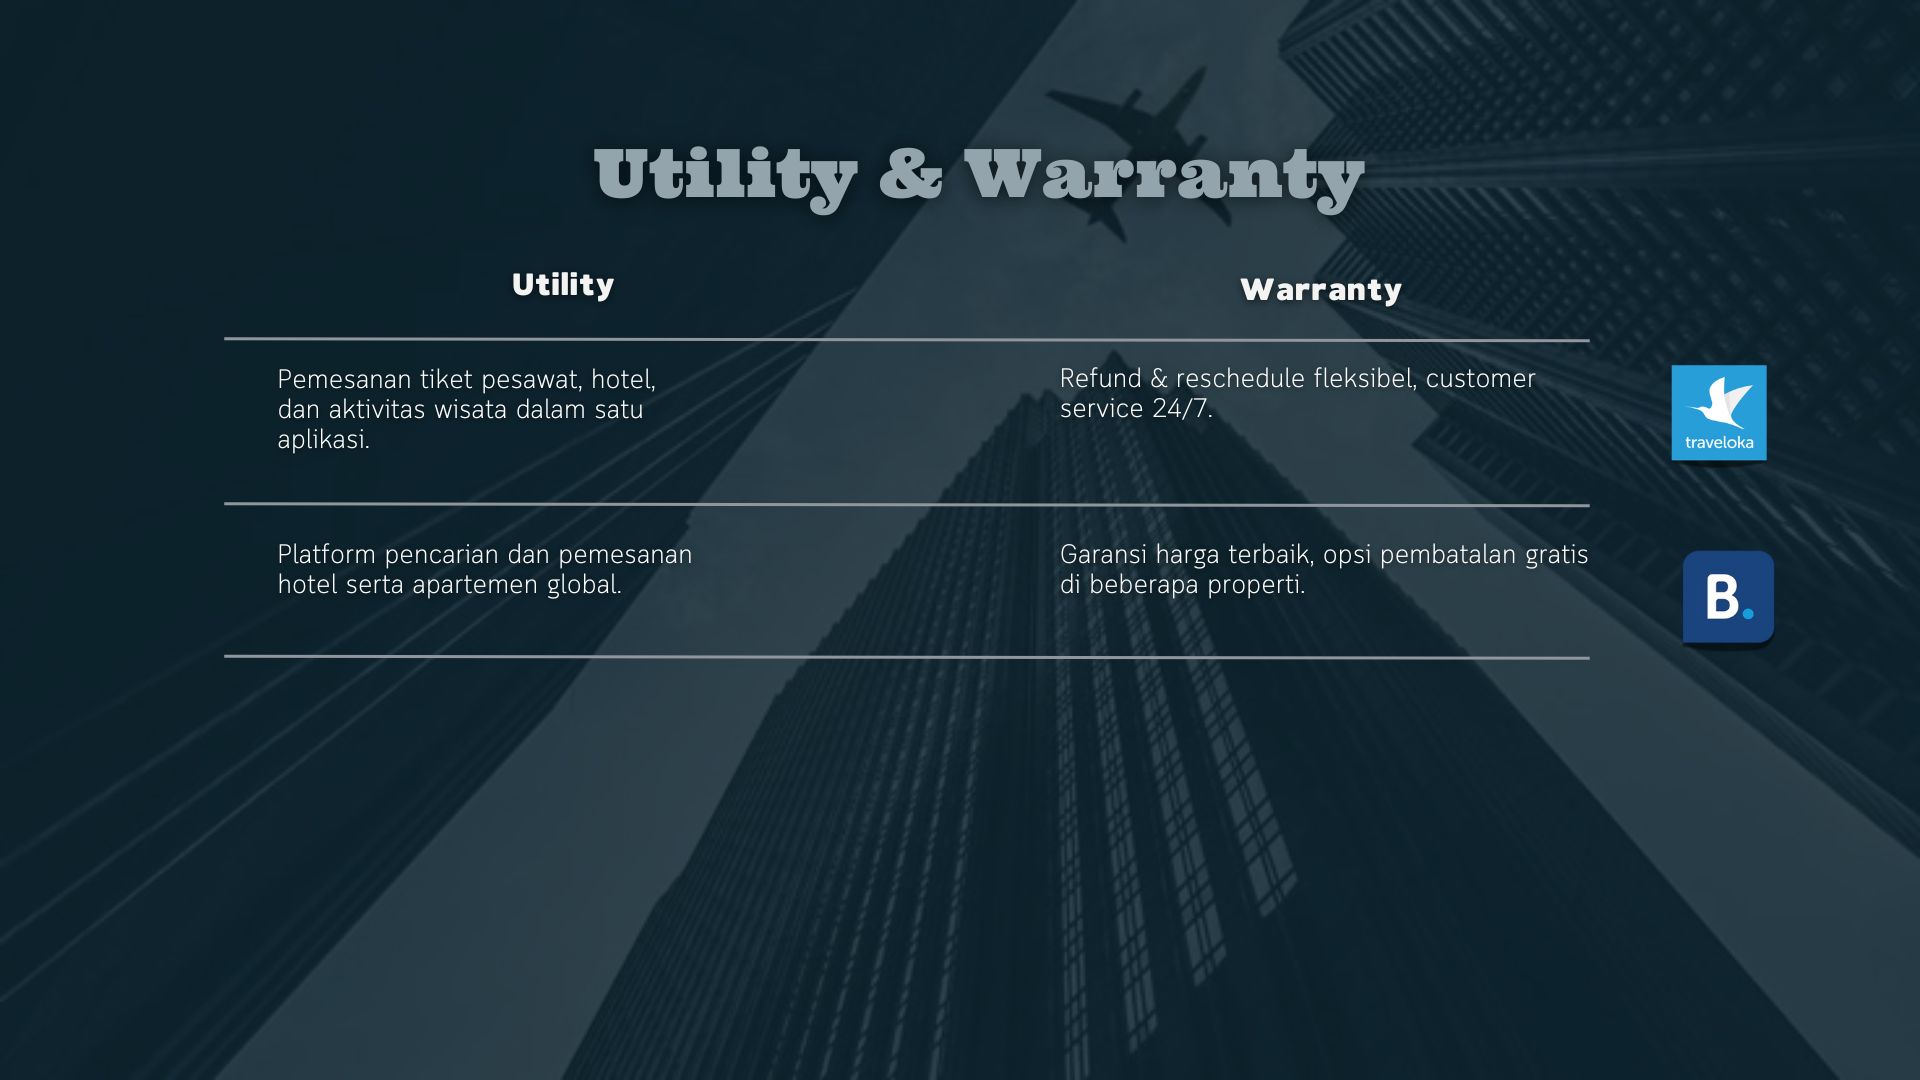 Utility & Warranty
Utility
Warranty
Pemesanan tiket pesawat, hotel,
dan aktivitas wisata dalam satu
aplikasi.
Refund & reschedule fleksibel, customer
service 24/7.
traveloka
Platform pencarian dan pemesanan
hotel serta apartemen global.
Garansi harga terbaik, opsi pembatalan gratis
di beberapa properti.
B.